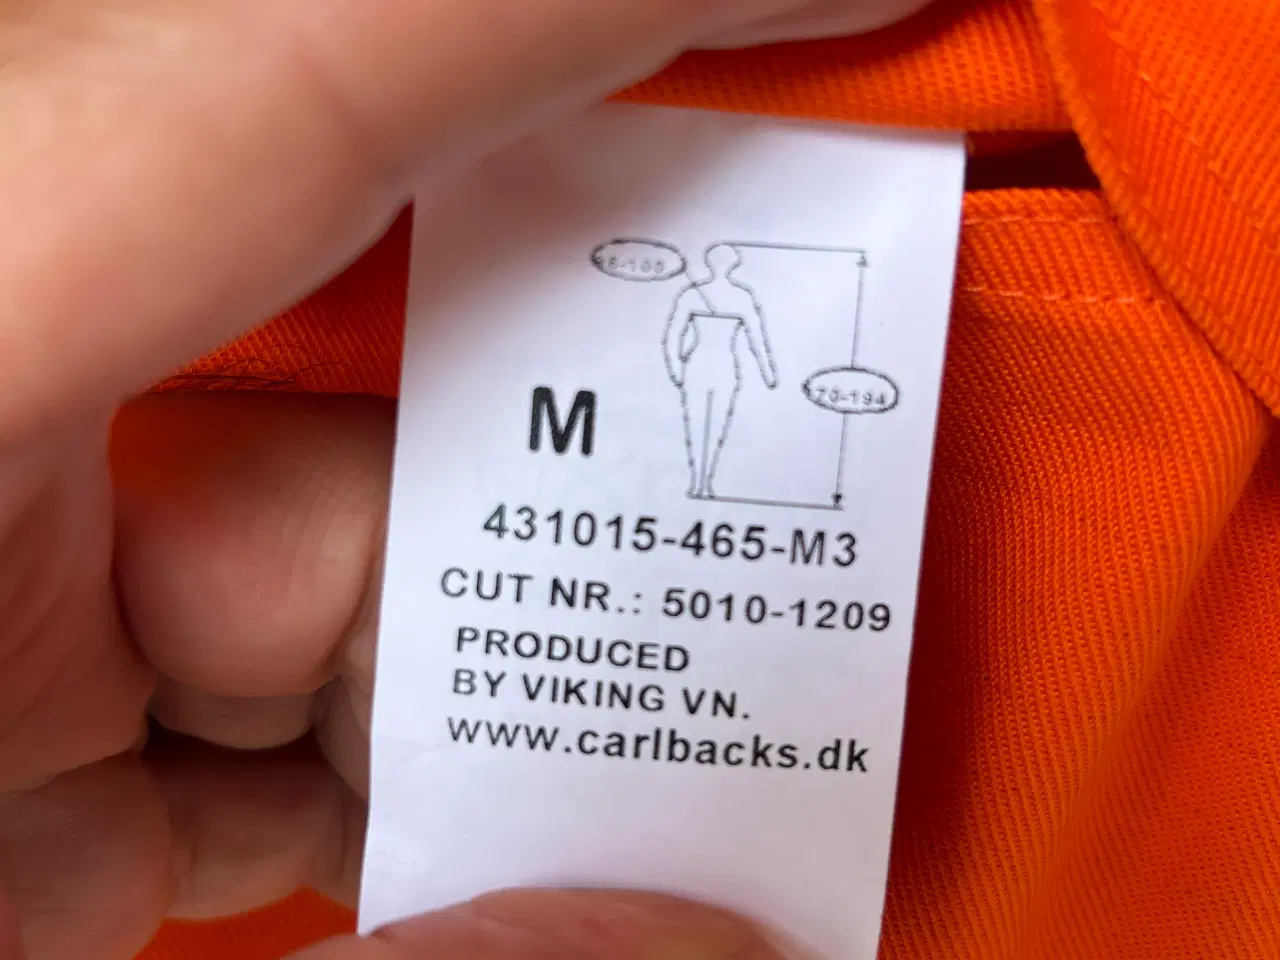 M
431015-465-M3
CUT NR.: 5010-1209
PRODUCED
BY VIKING VN.
www.carlbacks.dk